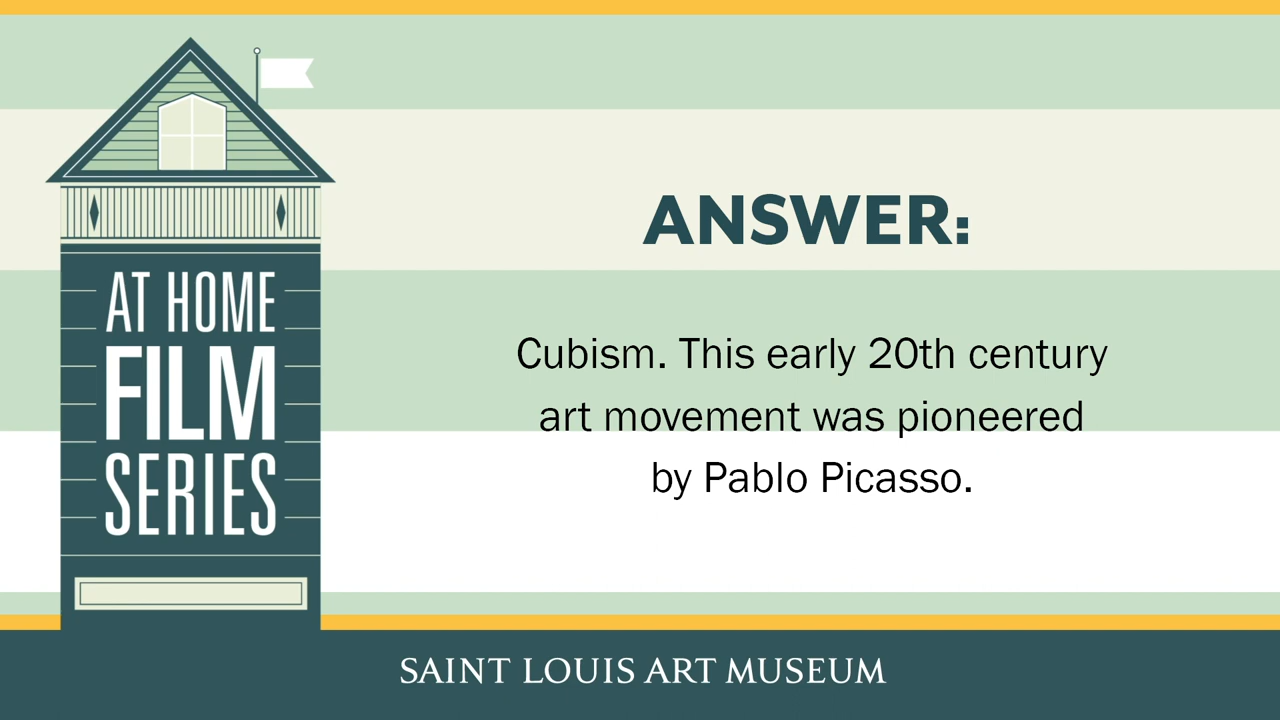 AT HOME
FILM
SERIES
ANSWER:
Cubism. This early 20th century
art movement was pioneered
by Pablo Picasso.
SAINT LOUIS ART MUSEUM